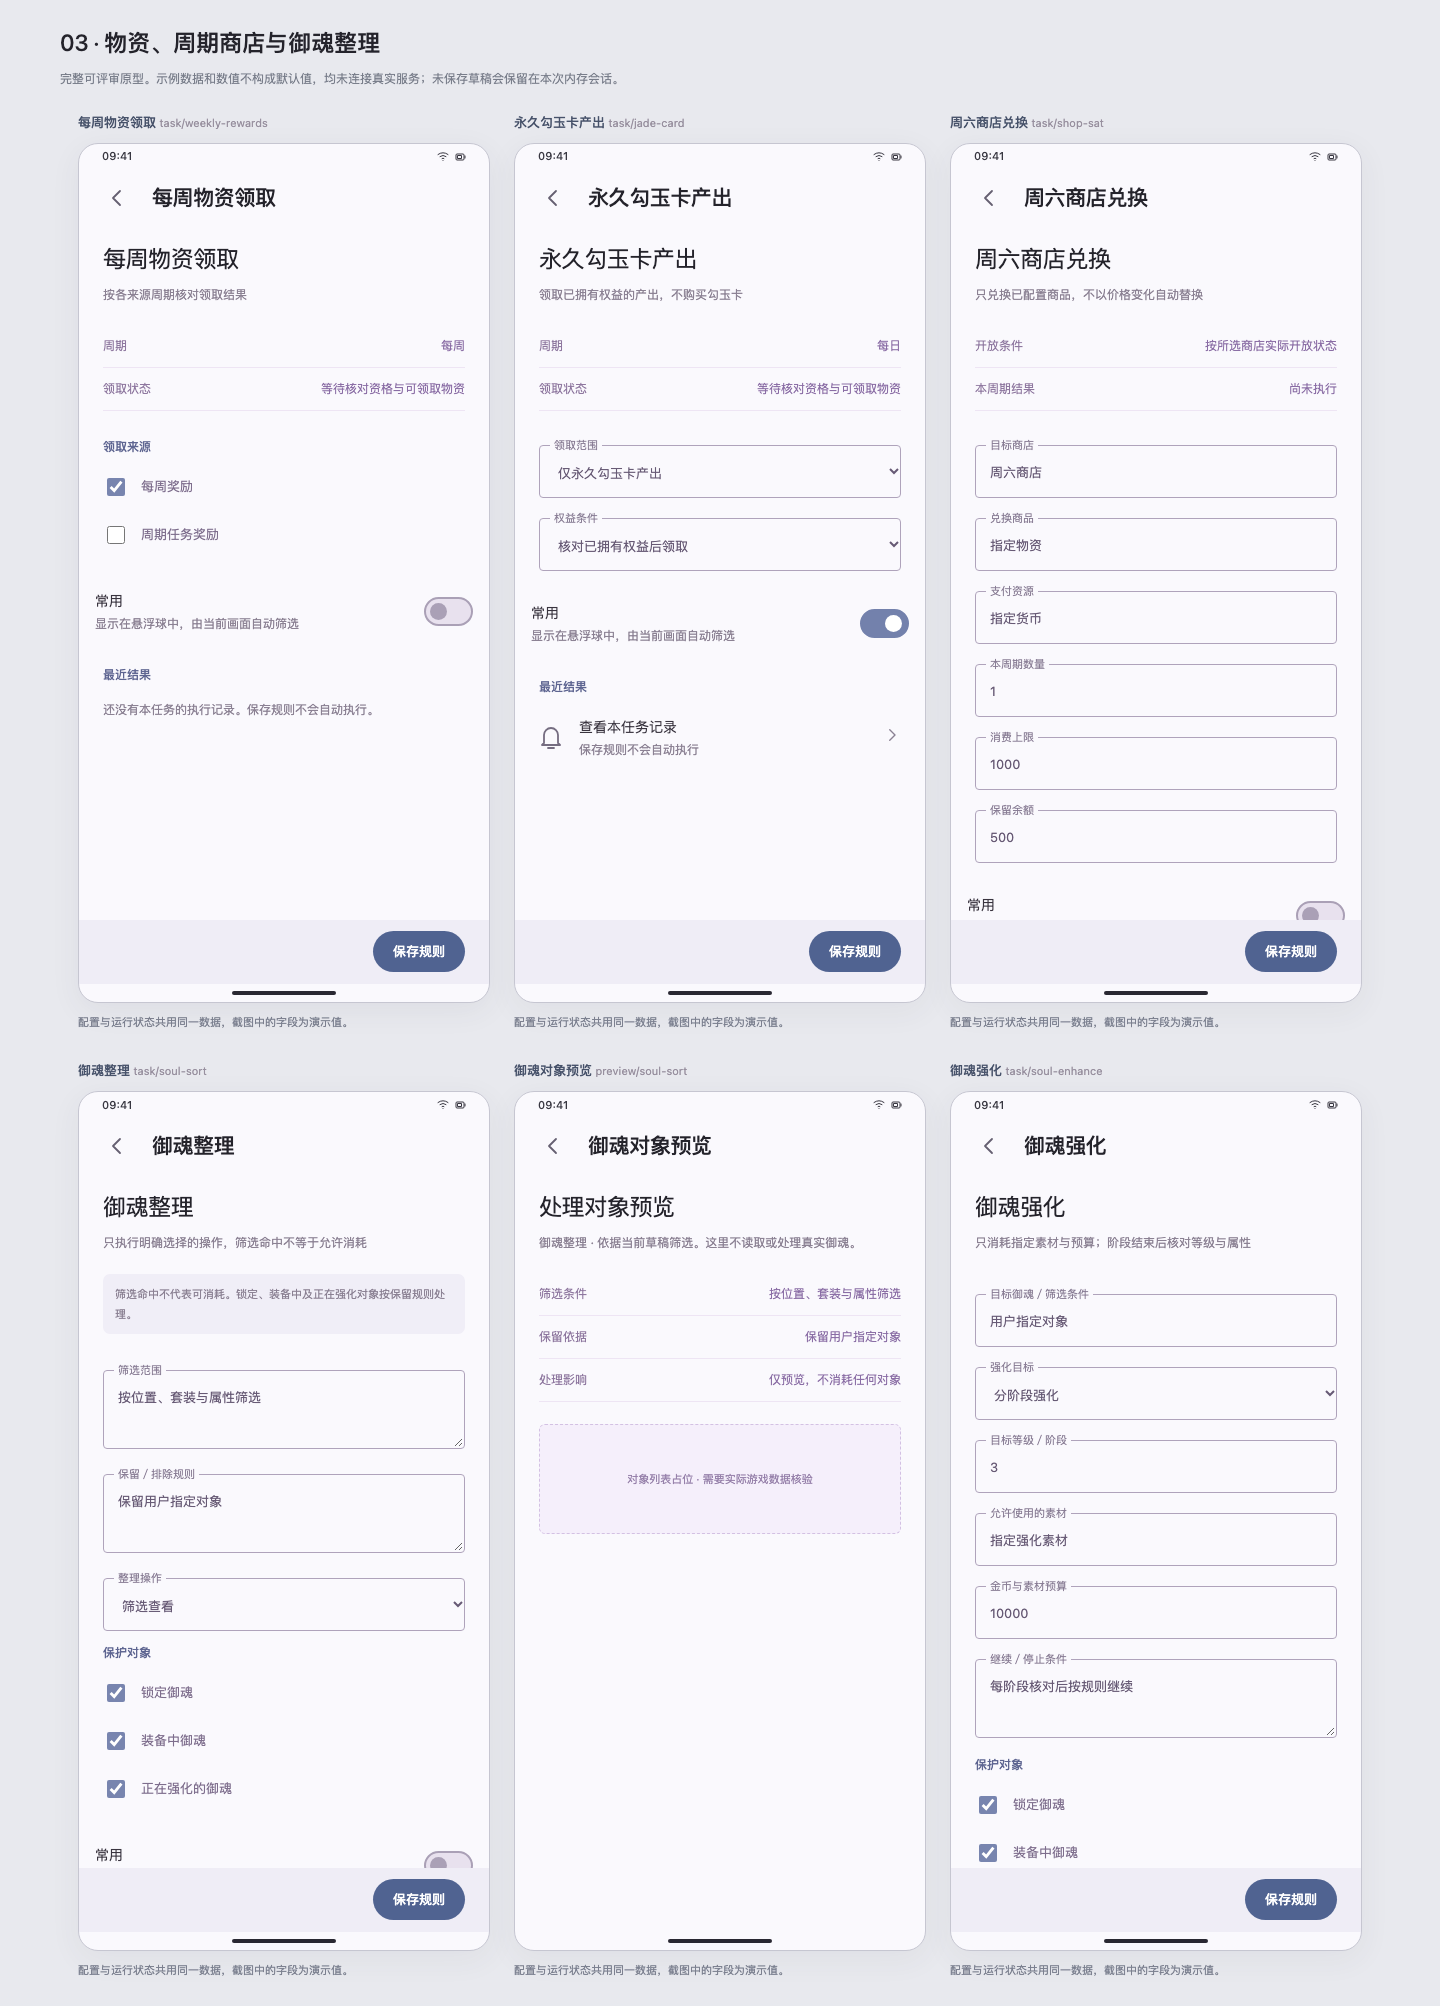 03 · 物资、周期商店与御魂整理
完整可评审原型。示例数据和数值不构成默认值，均未连接真实服务；未保存草稿会保留在本次内存会话。
每周物资领取 task/weekly-rewards
09:41
每周物资领取
每周物资领取
按各来源周期核对领取结果
周期 每周
领取状态 等待核对资格与可领取物资
领取来源
每周奖励
周期任务奖励
常用
显示在悬浮球中，由当前画面自动筛选
最近结果
还没有本任务的执行记录。保存规则不会自动执行。
保存规则
配置与运行状态共用同一数据，截图中的字段为演示值。
永久勾玉卡产出 task/jade-card
09:41
永久勾玉卡产出
永久勾玉卡产出
领取已拥有权益的产出，不购买勾玉卡
周期 每日
领取状态 等待核对资格与可领取物资
领取范围
仅永久勾玉卡产出
权益条件
核对已拥有权益后领取
常用
显示在悬浮球中，由当前画面自动筛选
最近结果
查看本任务记录
保存规则不会自动执行
保存规则
配置与运行状态共用同一数据，截图中的字段为演示值。
周六商店兑换 task/shop-sat
09:41
周六商店兑换
周六商店兑换
只兑换已配置商品，不以价格变化自动替换
开放条件 按所选商店实际开放状态
本周期结果 尚未执行
目标商店
周六商店
兑换商品
指定物资
支付资源
指定货币
本周期数量
1
消费上限
1000
保留余额
500
常用
保存规则
配置与运行状态共用同一数据，截图中的字段为演示值。
御魂整理 task/soul-sort
09:41
御魂整理
御魂整理
只执行明确选择的操作，筛选命中不等于允许消耗
筛选命中不代表可消耗。锁定、装备中及正在强化对象按保留规则处
理。
筛选范围
按位置、套装与属性筛选
保留 / 排除规则
保留用户指定对象
整理操作
筛选查看
保护对象
锁定御魂
装备中御魂
正在强化的御魂
常用
保存规则
配置与运行状态共用同一数据，截图中的字段为演示值。
御魂对象预览 preview/soul-sort
09:41
御魂对象预览
处理对象预览
御魂整理 · 依据当前草稿筛选。这里不读取或处理真实御魂。
筛选条件 按位置、套装与属性筛选
保留依据 保留用户指定对象
处理影响 仅预览，不消耗任何对象
对象列表占位 · 需要实际游戏数据核验
配置与运行状态共用同一数据，截图中的字段为演示值。
御魂强化 task/soul-enhance
09:41
御魂强化
御魂强化
只消耗指定素材与预算；阶段结束后核对等级与属性
目标御魂 / 筛选条件
用户指定对象
强化目标
分阶段强化
目标等级 / 阶段
3
允许使用的素材
指定强化素材
金币与素材预算
10000
继续 / 停止条件
每阶段核对后按规则继续
保护对象
锁定御魂
装备中御魂
保存规则
配置与运行状态共用同一数据，截图中的字段为演示值。